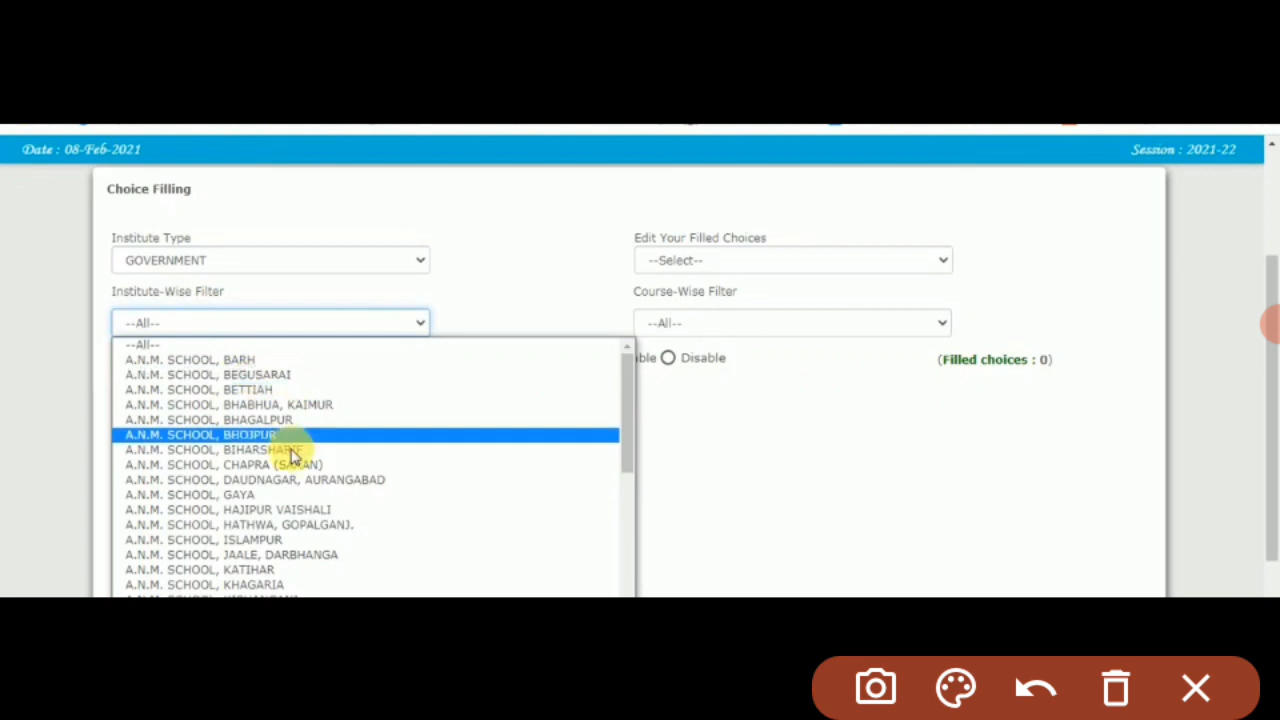 Date : 08-Feb-2021
Session : 2021-22
Choice Filling
Institute Type
Edit Your Filled Choices
GOVERNMENT
--Select--
Institute-Wise Filter
Course-Wise Filter
--All--
--All--
--All--
A.N.M. SCHOOL, BARH
Disable
(Filled choices : 0)
A.N.M. SCHOOL, BEGUSARAI
A.N.M. SCHOOL, BETTIAH
A.N.M. SCHOOL, BHABHUA, KAIMUR
A.N.M. SCHOOL, BHAGALPUR
A.N.M. SCHOOL, BHOJPUR
A.N.M. SCHOOL, BIHARSHARIF
A.N.M. SCHOOL, CHAPRA (SARAN)
A.N.M. SCHOOL, DAUDNAGAR, AURANGABAD
A.N.M. SCHOOL, GAYA
A.N.M. SCHOOL, HAJIPUR VAISHALI
A.N.M. SCHOOL, HATHWA, GOPALGANJ.
A.N.M. SCHOOL, ISLAMPUR
A.N.M. SCHOOL, JAALE, DARBHANGA
A.N.M. SCHOOL, KATIHAR
A.N.M. SCHOOL, KHAGARIA